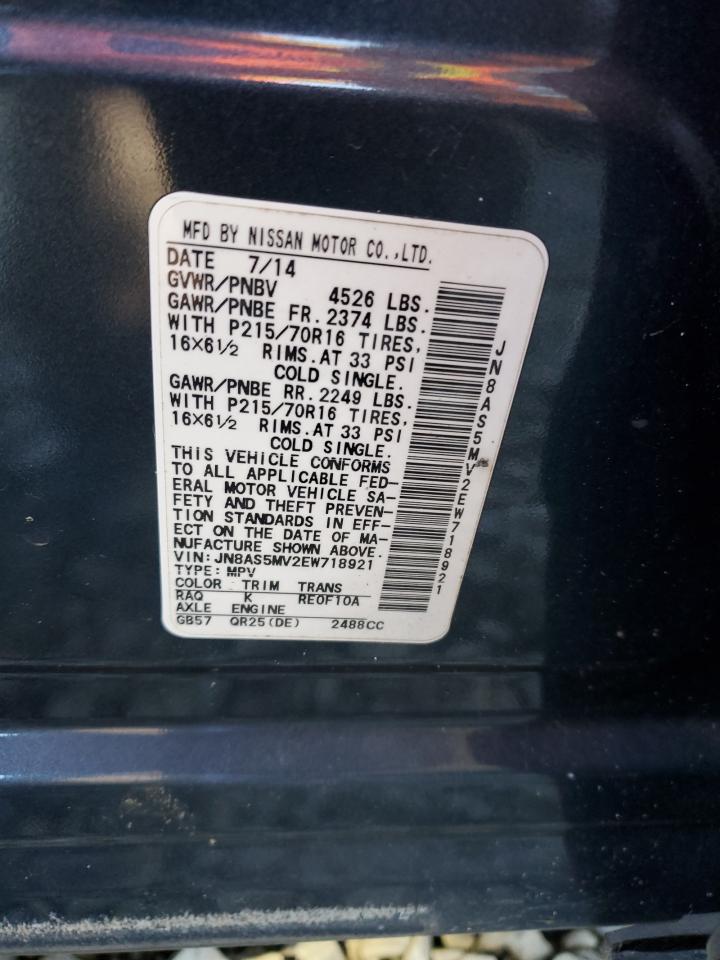 MFD BY NISSAN MOTOR CO.,LTD.
DATE 7/14
GVWR/PNBV 4526 LBS.
GAWR/PNBE FR. 2374 LBS.
WITH P215/70R16 TIRES,
16×6½ RIMS. AT 33 PSI
COLD SINGLE.
GAWR/PNBE RR. 2249 LBS.
WITH P215/70R16 TIRES,
16×6½ RIMS. AT 33 PSI
COLD SINGLE.
THIS VEHICLE CONFORMS
TO ALL APPLICABLE FED-
ERAL MOTOR VEHICLE SA-
FETY AND THEFT PREVEN-
TION STANDARDS IN EFF-
ECT ON THE DATE OF MA-
NUFACTURE SHOWN ABOVE.
VIN: JN8AS5MV2EW718921
TYPE: MPV
COLOR TRIM TRANS
RAQ K RE0F10A
AXLE ENGINE
GB57 QR25(DE) 2488CC
JN8AS5MV2EW718921